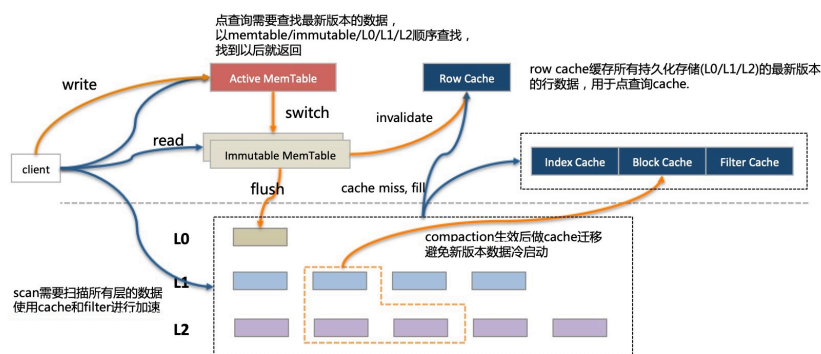 点查询需要查找最新版本的数据，
以memtable/immutable/L0/L1/L2顺序查找，
找到以后就返回
write
Active MemTable
Row Cache
row cache缓存所有持久化存储(L0/L1/L2)的最新版本
的行数据，用于点查询cache.
switch
invalidate
read
Immutable MemTable
client
Index Cache
Block Cache
Filter Cache
flush
cache miss, fill
L0
compaction生效后做cache迁移
避免新版本数据冷启动
L1
scan需要扫描所有层的数据
使用cache和filter进行加速
L2